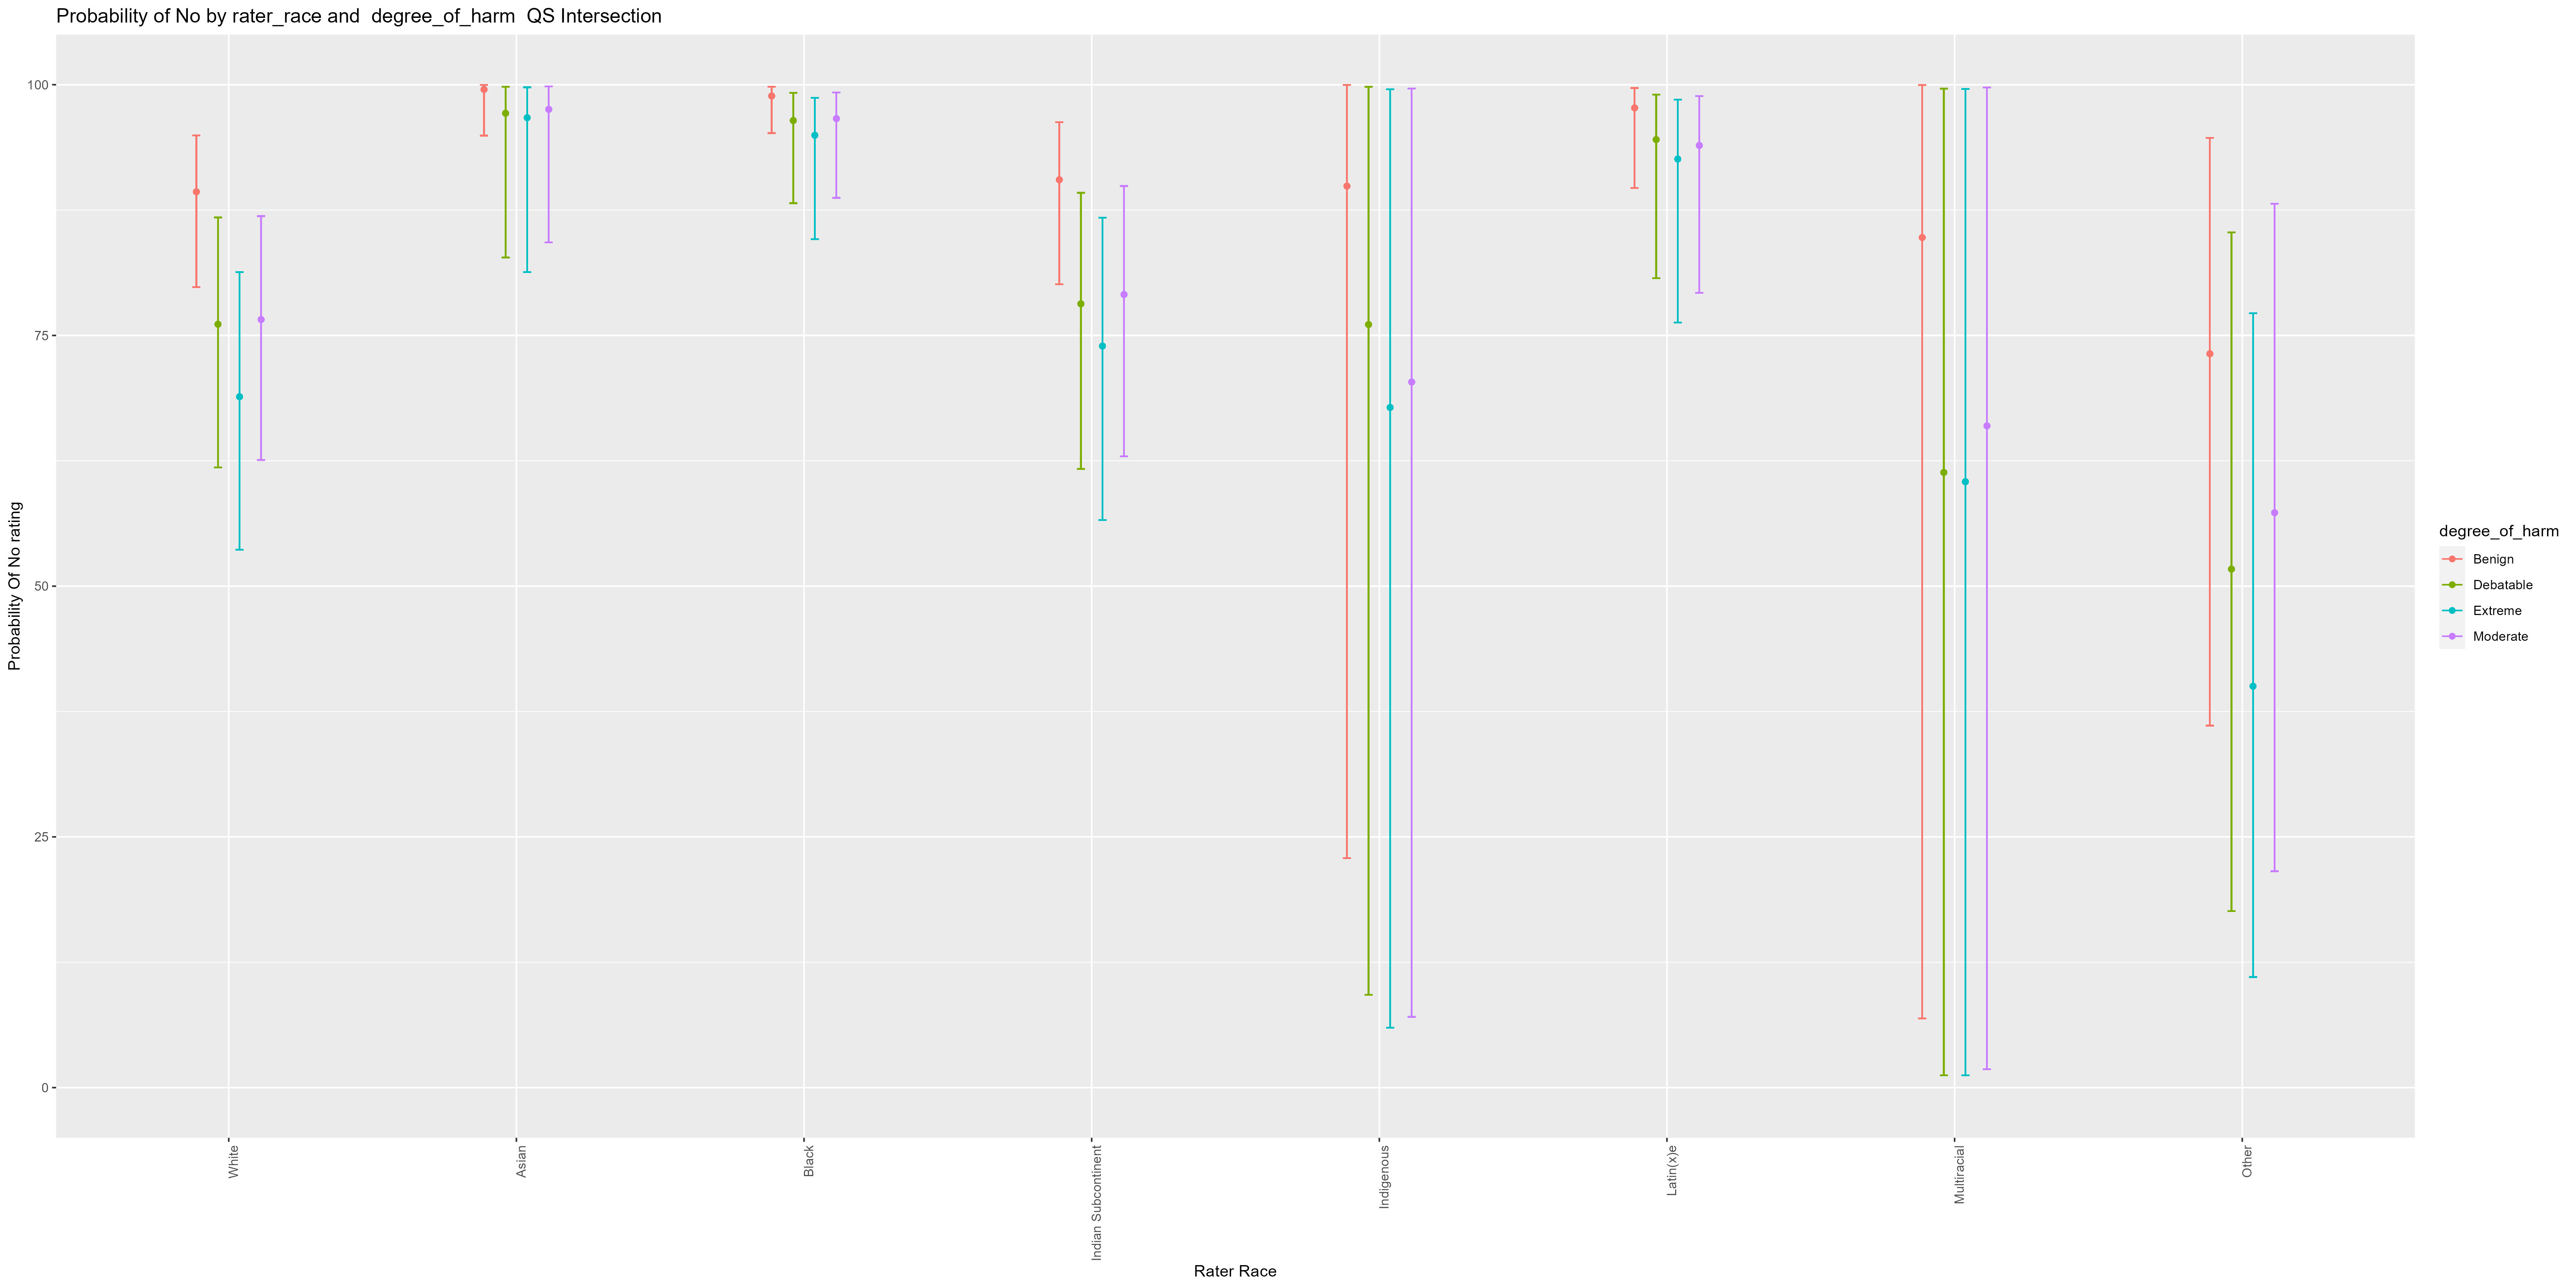 Probability of No by rater_race and  degree_of_harm  QS Intersection
Probability Of No rating
100
75
50
25
0
White
Asian
Black
Indian Subcontinent
Indigenous
Latin(x)e
Multiracial
Other
Rater Race
degree_of_harm
Benign
Debatable
Extreme
Moderate